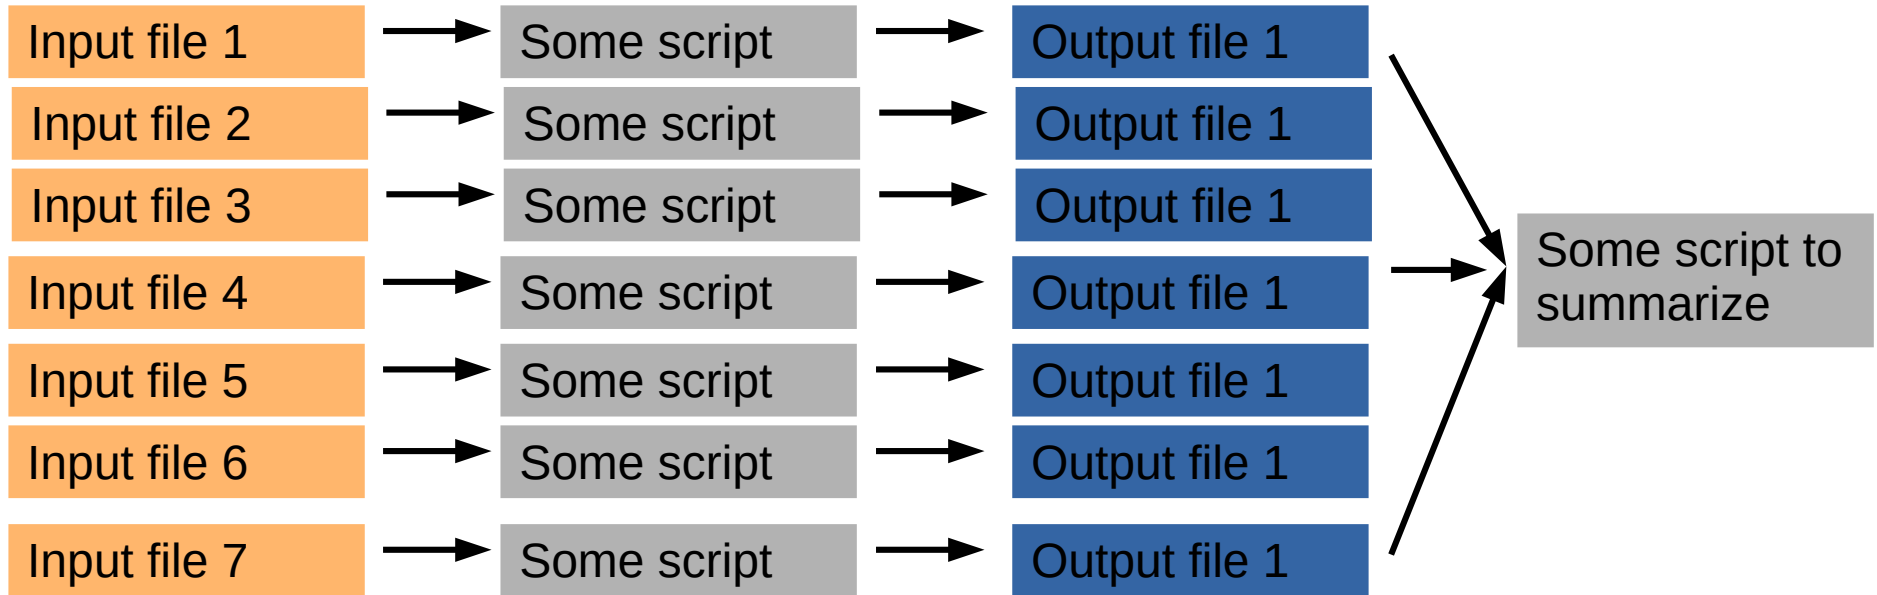 Input file 1
Some script
Output file 1
Input file 2
Some script
Output file 1
Input file 3
Some script
Output file 1
Some script to
summarize
Input file 4
Some script
Output file 1
Input file 5
Some script
Output file 1
Input file 6
Some script
Output file 1
Input file 7
Some script
Output file 1